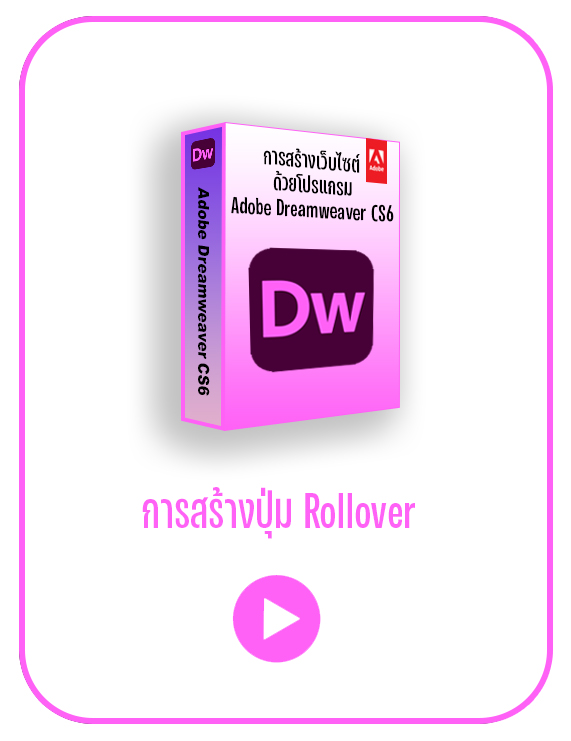 Dw
Adobe Dreamweaver CS6
การสร้างเว็บไซต์
ด้วยโปรแกรม
Adobe Dreamweaver CS6
Adobe
Dw
การสร้างปุ่ม Rollover